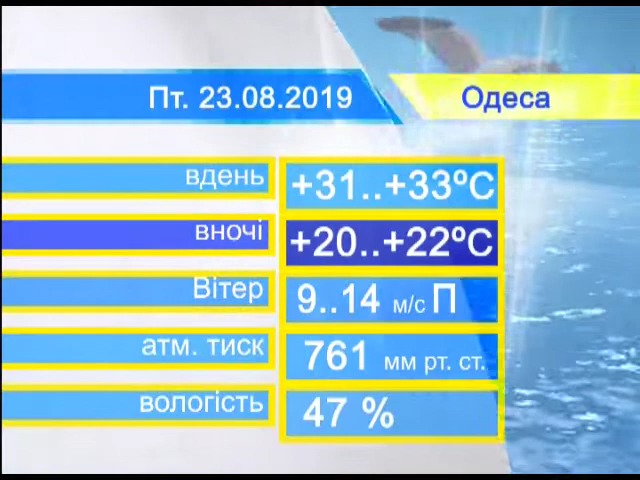 Пт. 23.08.2019 Одеса
вдень +31..+33ºC
вночі +20..+22ºC
Вітер 9..14 м/с П
атм. тиск 761 мм рт. ст.
вологість 47 %